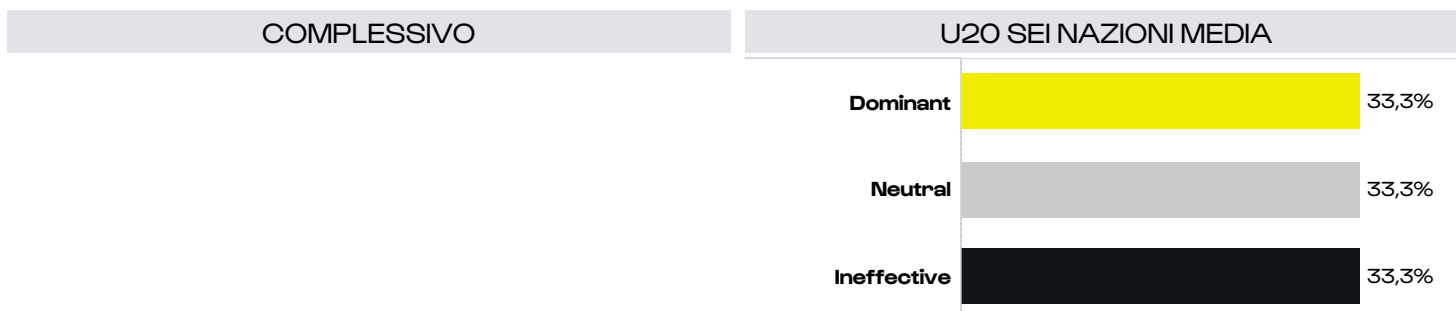 COMPLESSIVO
U20 SEI NAZIONI MEDIA
Dominant 33,3%
Neutral 33,3%
Ineffective 33,3%